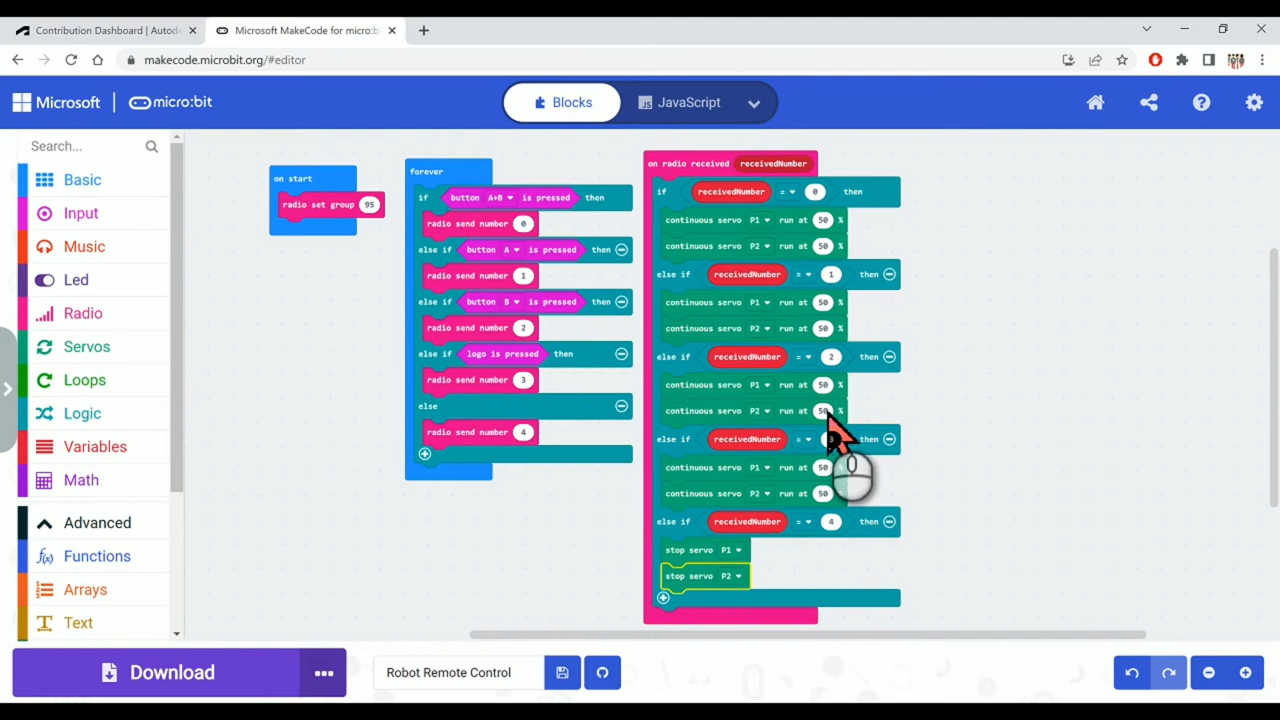 Contribution Dashboard | Autode
Microsoft MakeCode for micro:b
makecode.microbit.org/#editor
Microsoft
micro:bit
Blocks
JavaScript
Search...
Basic
Input
Music
Led
Radio
Servos
Loops
Logic
Variables
Math
Advanced
Functions
Arrays
Text
on start
radio set group 95
forever
if button A+B is pressed then
radio send number 0
else if button A is pressed then
radio send number 1
else if button B is pressed then
radio send number 2
else if logo is pressed then
radio send number 3
else
radio send number 4
on radio received receivedNumber
if receivedNumber = 0 then
continuous servo P1 run at 50 %
continuous servo P2 run at 50 %
else if receivedNumber = 1 then
continuous servo P1 run at 50 %
continuous servo P2 run at 50 %
else if receivedNumber = 2 then
continuous servo P1 run at 50 %
continuous servo P2 run at 50 %
else if receivedNumber = 3 then
continuous servo P1 run at 50
continuous servo P2 run at 50
else if receivedNumber = 4 then
stop servo P1
stop servo P2
Download
Robot Remote Control